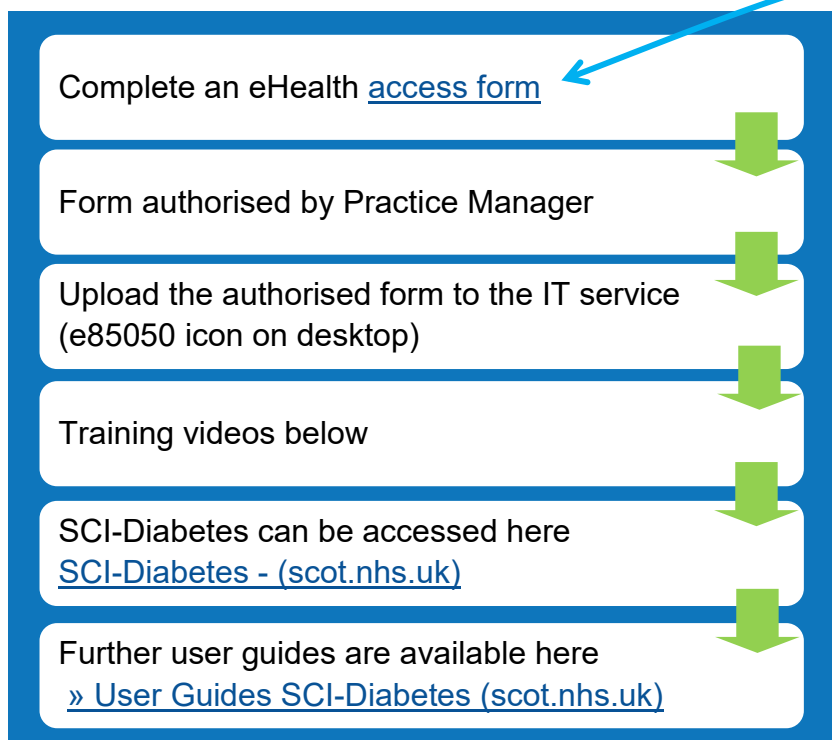 Complete an eHealth access form
Form authorised by Practice Manager
Upload the authorised form to the IT service
(e85050 icon on desktop)
Training videos below
SCI-Diabetes can be accessed here
SCI-Diabetes - (scot.nhs.uk)
Further user guides are available here
» User Guides SCI-Diabetes (scot.nhs.uk)